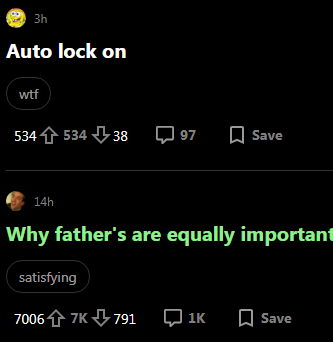 3h
Auto lock on
wtf
534 534 38 97 Save
14h
Why father's are equally important
satisfying
7006 7K 791 1K Save